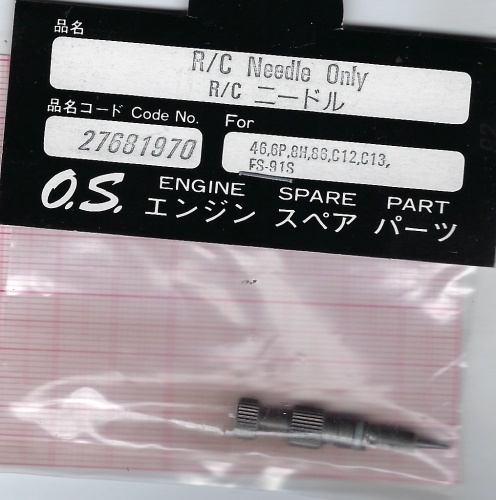 品名
R/C Needle Only
R/C ニードル
品名コード Code No.
27681970
For
46,6P,8H,86,C12,C13,
FS-91S
O.S. ENGINE SPARE PART
エンジン スペア パーツ